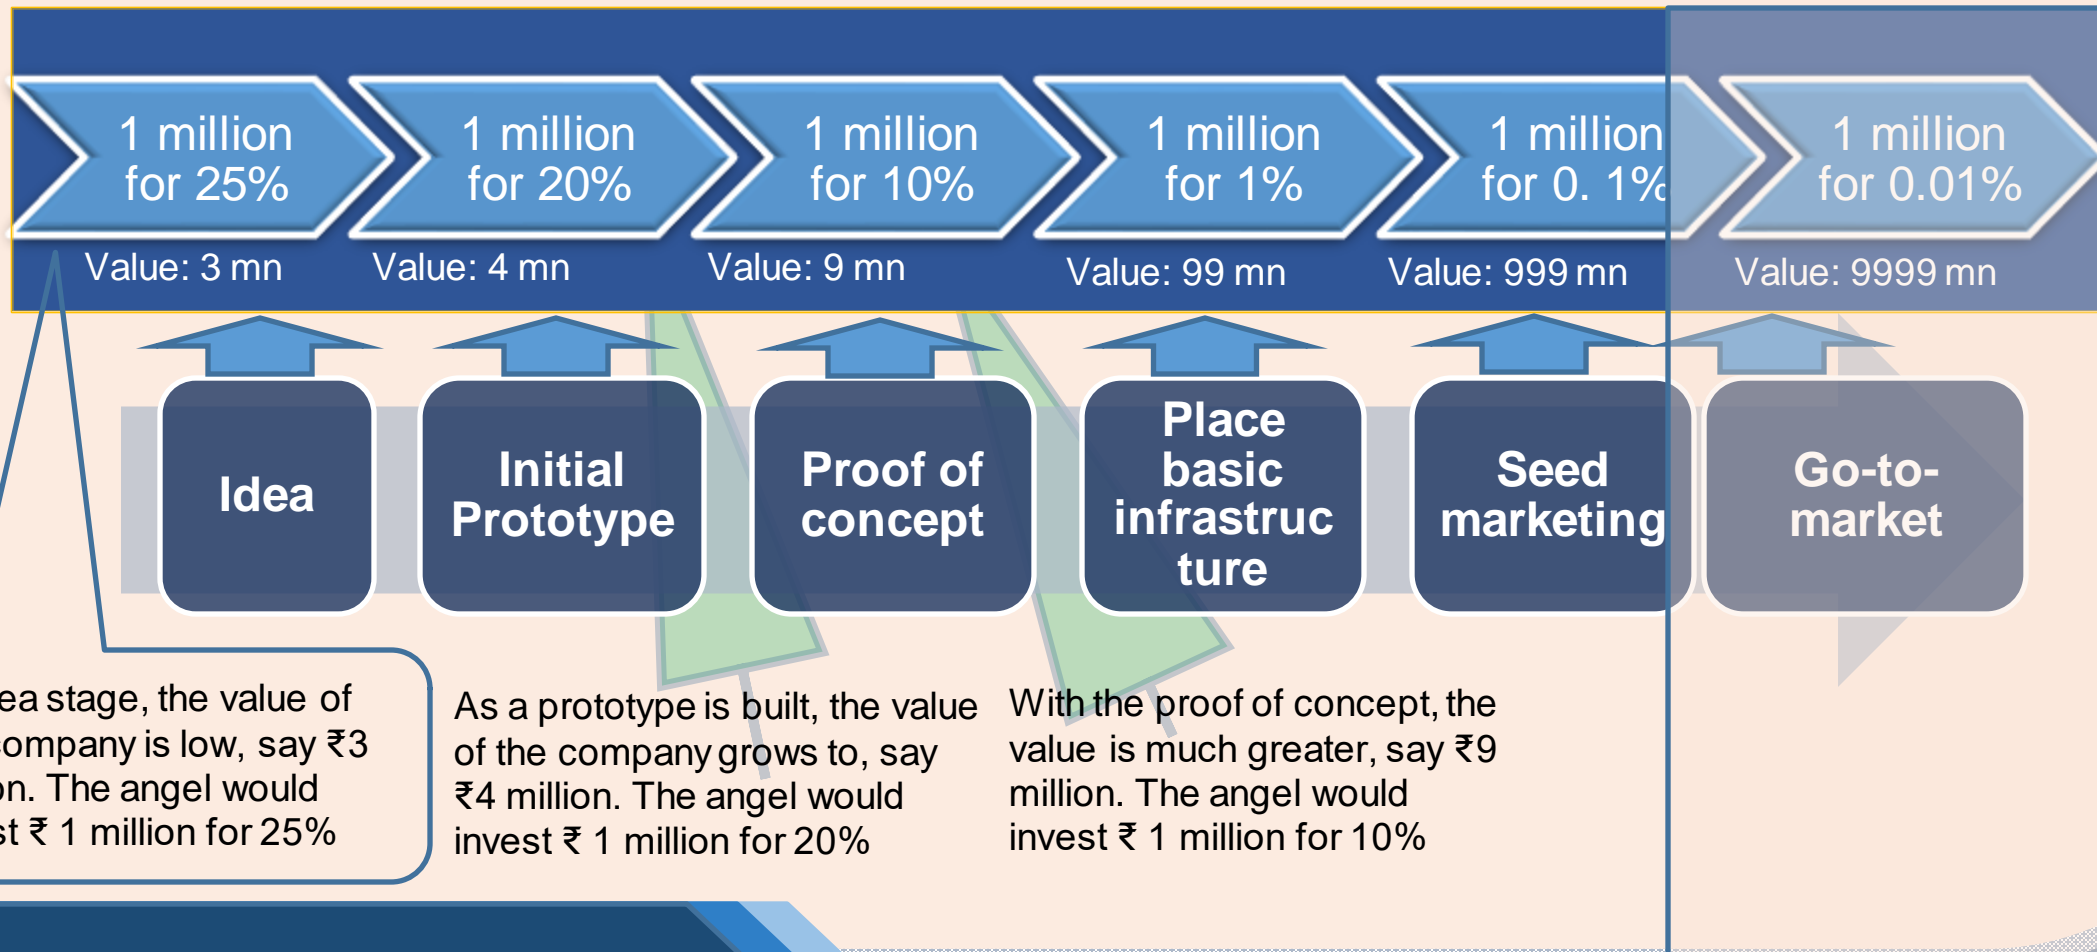 1 million
for 25%
1 million
for 20%
1 million
for 10%
1 million
for 1%
1 million
for 0. 1%
1 million
for 0.01%
Value: 3 mn
Value: 4 mn
Value: 9 mn
Value: 99 mn
Value: 999 mn
Value: 9999 mn
Idea
Initial
Prototype
Proof of
concept
Place
basic
infrastruc
ture
Seed
marketing
Go-to-
market
stage, the value of
company is low, say ₹3
The angel would
₹ 1 million for 25%
As a prototype is built, the value
of the company grows to, say
₹4 million. The angel would
invest ₹ 1 million for 20%
With the proof of concept, the
value is much greater, say ₹9
million. The angel would
invest ₹ 1 million for 10%